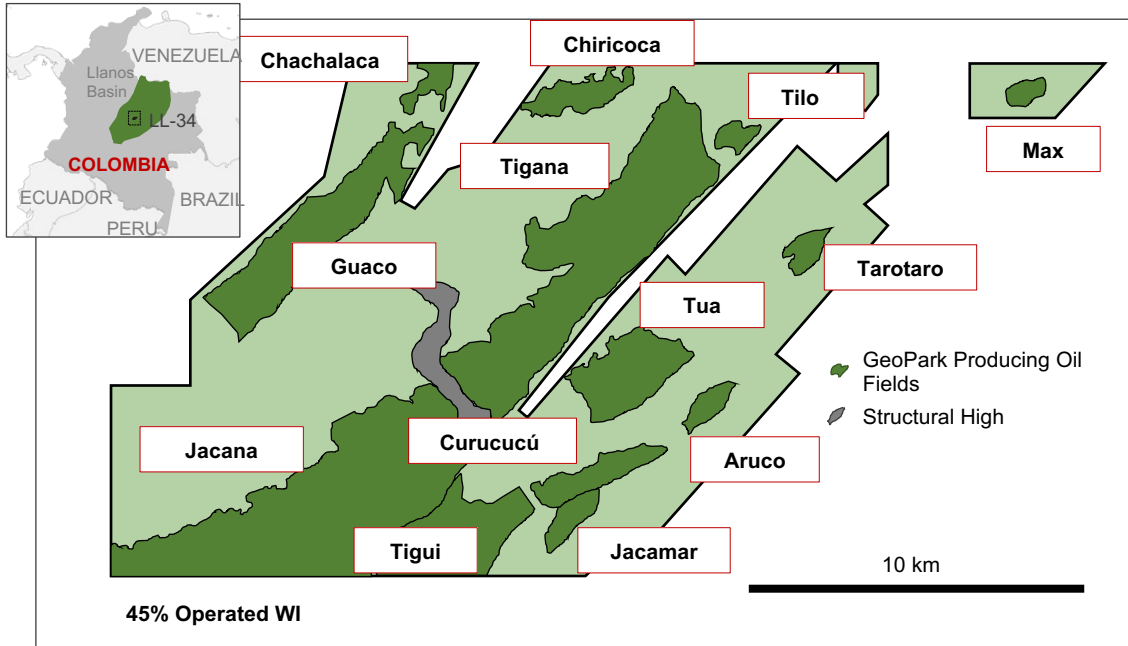 VENEZUELA
Llanos
Basin
LL-34
COLOMBIA
ECUADOR
BRAZIL
PERU
Chachalaca
Chiricoca
Tilo
Max
Tigana
Guaco
Tarotaro
Tua
GeoPark Producing Oil
Fields
Structural High
Jacana
Curucucú
Aruco
Tigui
Jacamar
10 km
45% Operated WI